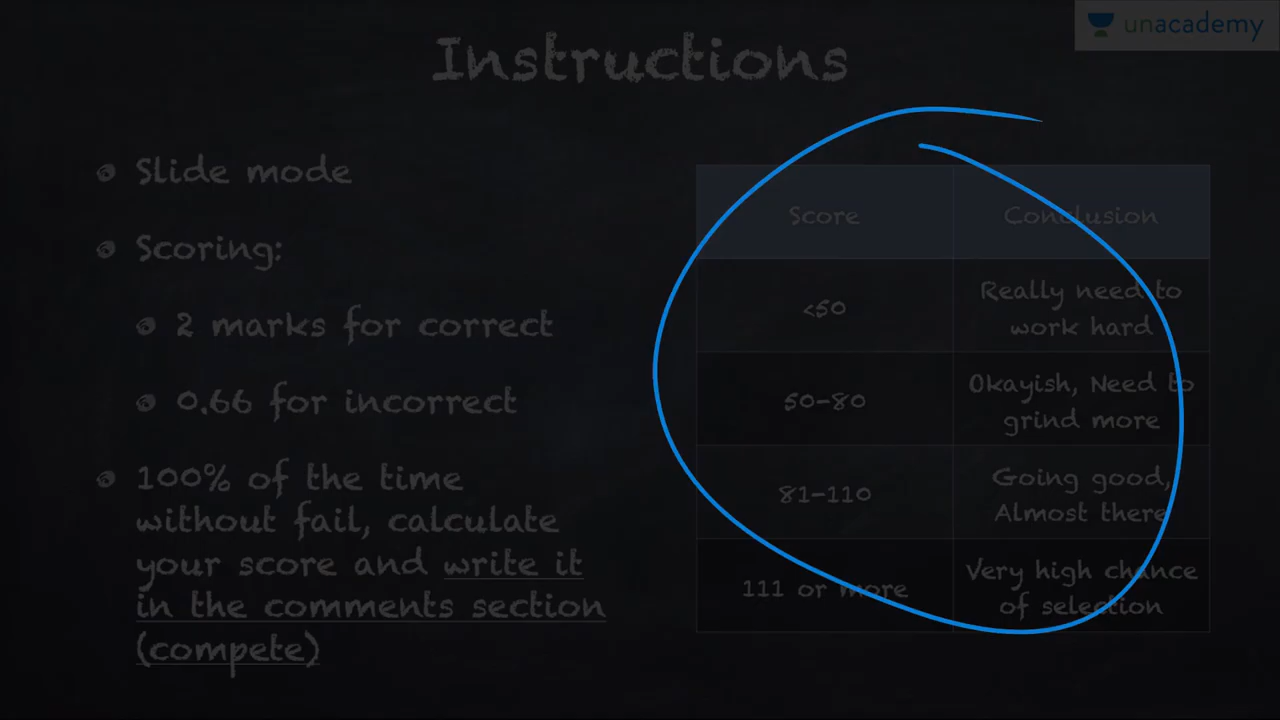 unacademy
Instructions
Slide mode
Scoring:
2 marks for correct
0.66 for incorrect
100% of the time
without fail, calculate
your score and write it
in the comments section
(compete)
Score Conclusion
<50 Really need to
work hard
50-80 Okayish, Need to
grind more
81-110 Going good,
Almost there
111 or more Very high chance
of selection